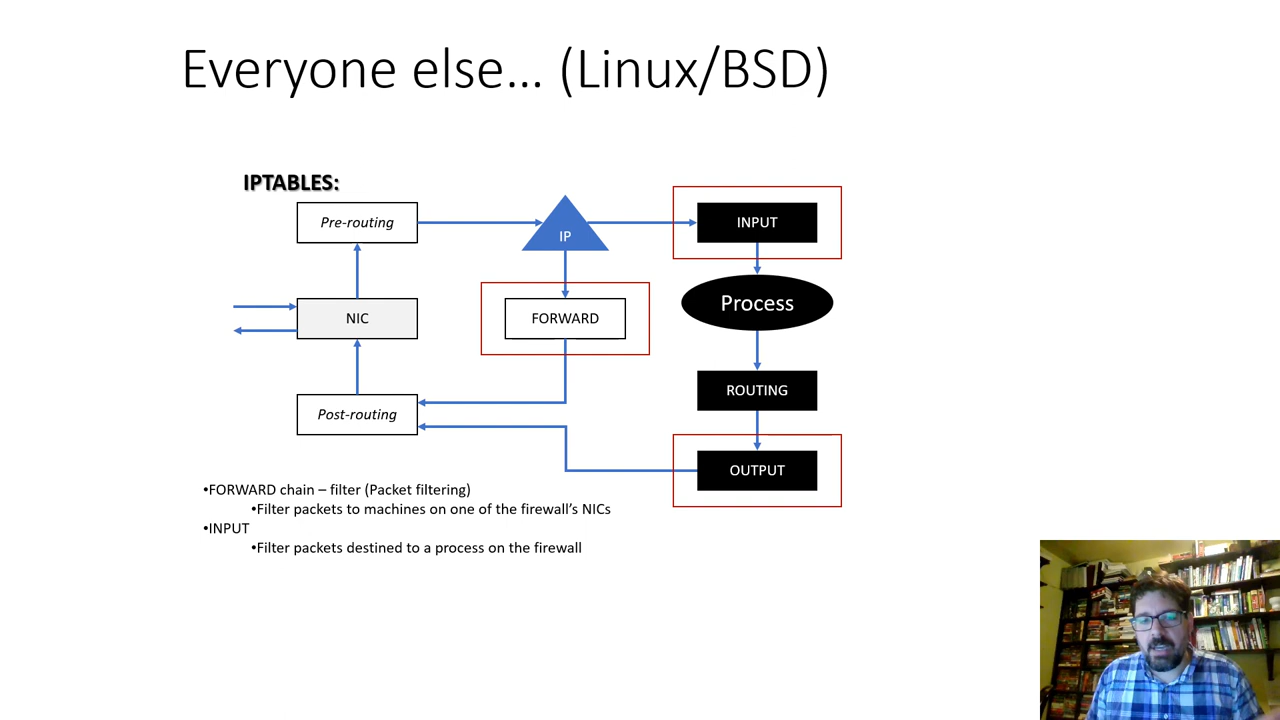 Everyone else… (Linux/BSD)
IPTABLES:
Pre-routing
IP
INPUT
NIC
FORWARD
Process
ROUTING
Post-routing
OUTPUT
•FORWARD chain – filter (Packet filtering)
•Filter packets to machines on one of the firewall's NICs
•INPUT
•Filter packets destined to a process on the firewall